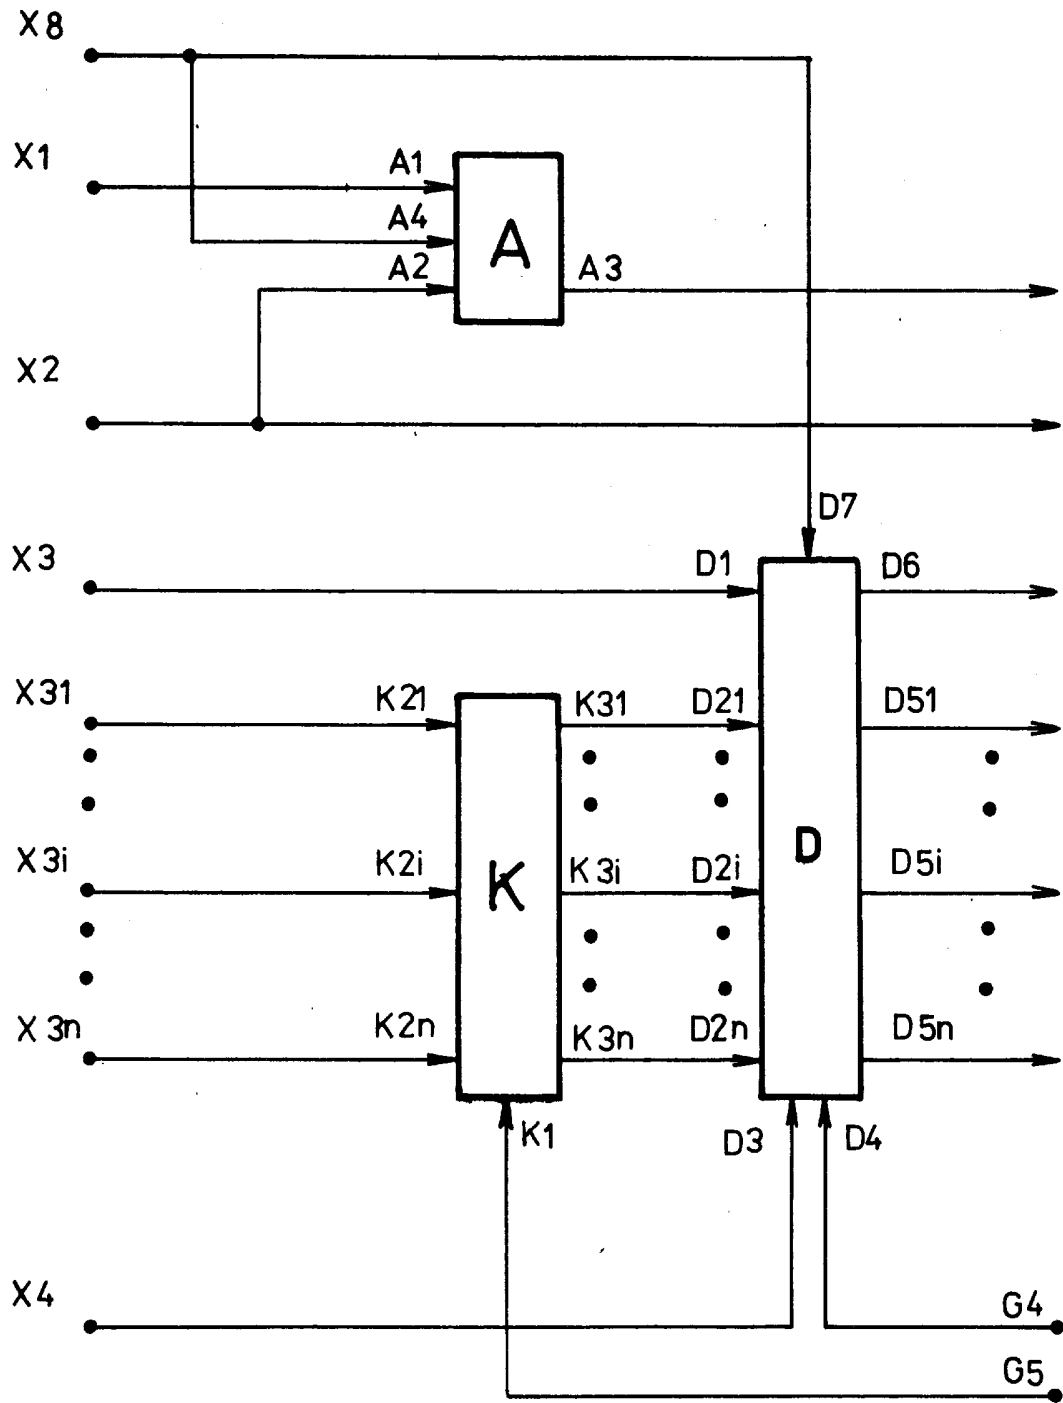 X8
X1 A1
A4
A
A2 A3
X2
D7
X3 D1 D6
X31 K21 K31 D21 D51
D
X3i K2i K3i D2i D5i
K
X3n K2n K3n D2n D5n
K1 D3 D4
X4 G4
G5